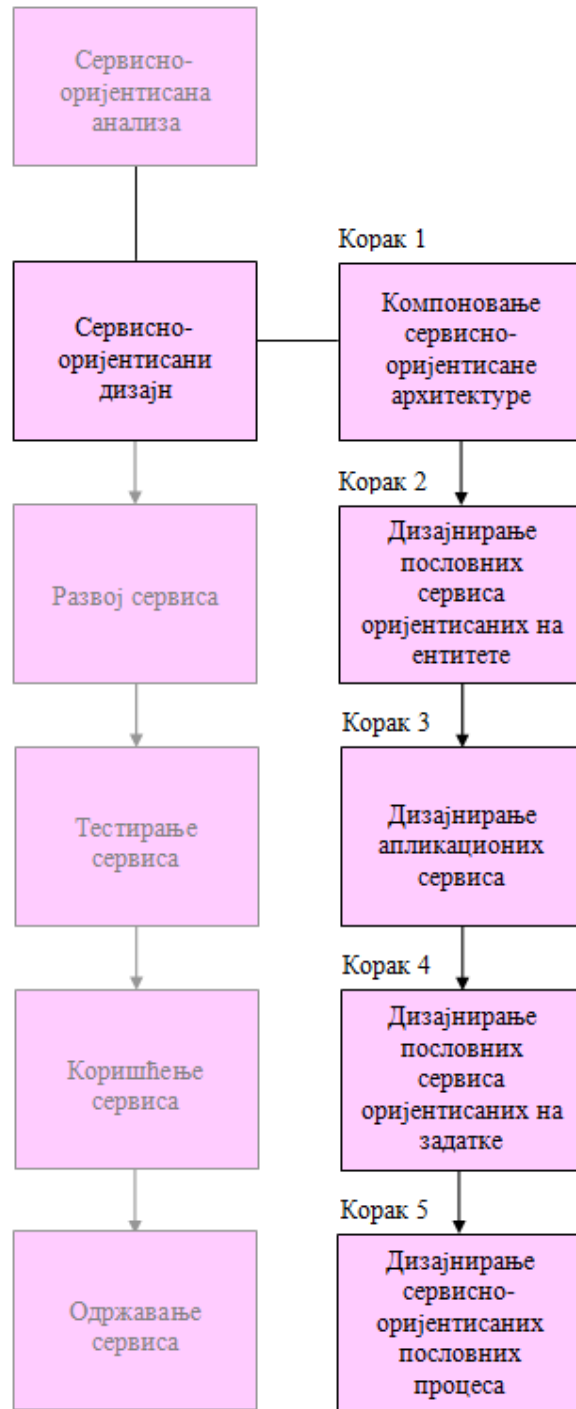 Сервисно-
оријентисана
анализа
Сервисно-
оријентисани
дизајн
Развој сервиса
Тестирање
сервиса
Коришћење
сервиса
Одржавање
сервиса
Корак 1
Компоновање
сервисно-
оријентисане
архитектуре
Корак 2
Дизајнирање
пословних
сервиса
оријентисаних на
ентитете
Корак 3
Дизајнирање
апликационих
сервиса
Корак 4
Дизајнирање
пословних
сервиса
оријентисаних на
задатке
Корак 5
Дизајнирање
сервисно-
оријентисаних
пословних
процеса